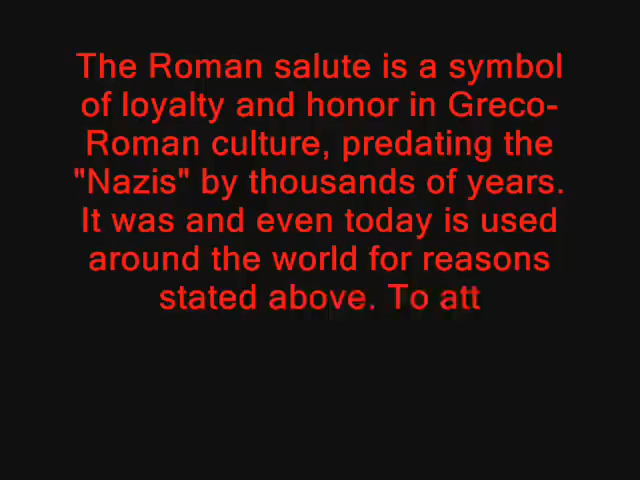 The Roman salute is a symbol
of loyalty and honor in Greco-
Roman culture, predating the
"Nazis" by thousands of years.
It was and even today is used
around the world for reasons
stated above. To att